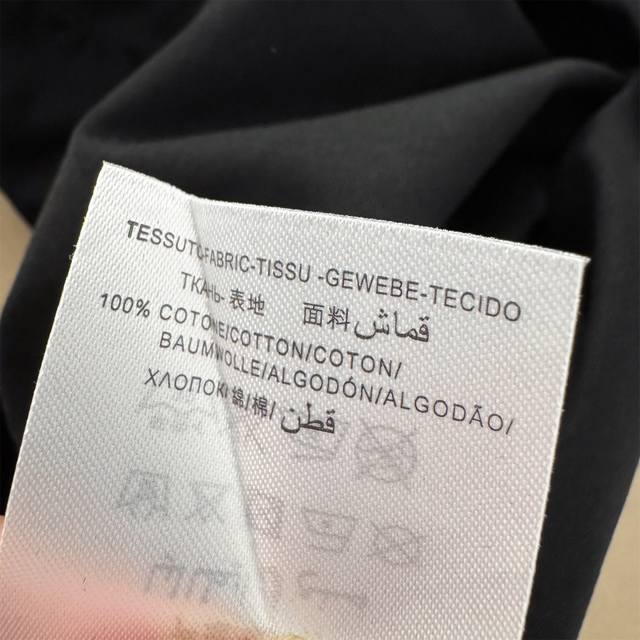 TESSUTO-FABRIC-TISSU -GEWEBE-TECIDO
ТКАНЬ-表地 面料 قماش
100% COTONE/COTTON/COTON/
BAUMWOLLE/ALGODÓN/ALGODÃO/
ХЛОПОК/綿/棉/ قطن